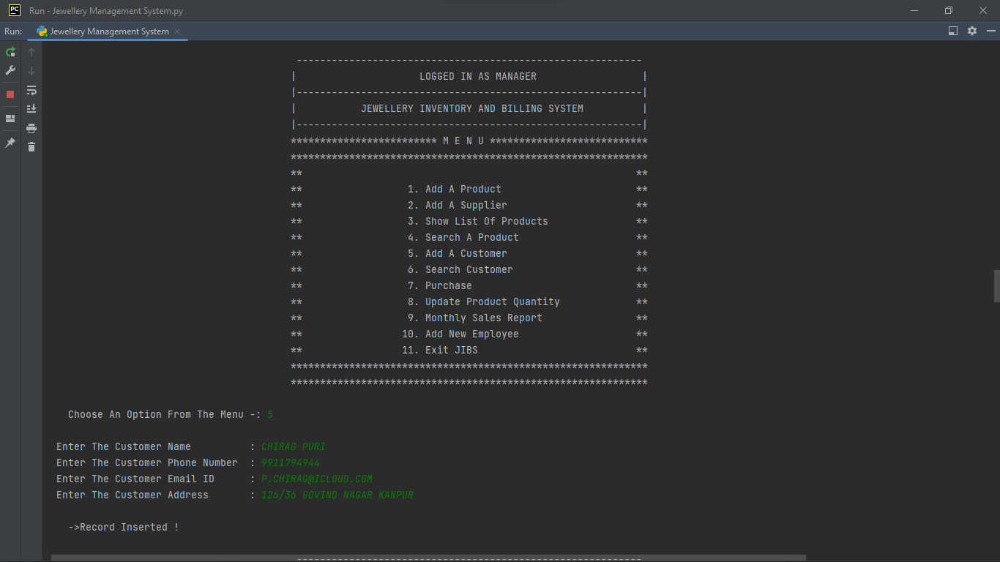 PC Run - Jewellery Management System.py
Run: Jewellery Management System
-----------------------------------------------------------
| LOGGED IN AS MANAGER |
|-----------------------------------------------------------|
| JEWELLERY INVENTORY AND BILLING SYSTEM |
|-----------------------------------------------------------|
************************* M E N U ***************************
*************************************************************
** **
** 1. Add A Product **
** 2. Add A Supplier **
** 3. Show List Of Products **
** 4. Search A Product **
** 5. Add A Customer **
** 6. Search Customer **
** 7. Purchase **
** 8. Update Product Quantity **
** 9. Monthly Sales Report **
** 10. Add New Employee **
** 11. Exit JIBS **
*************************************************************
*************************************************************
Choose An Option From The Menu -: 5
Enter The Customer Name : CHIRAG PURI
Enter The Customer Phone Number : 9911794944
Enter The Customer Email ID : P.CHIRAG@ICLOUD.COM
Enter The Customer Address : 126/36 GOVIND NAGAR KANPUR
->Record Inserted !
-----------------------------------------------------------